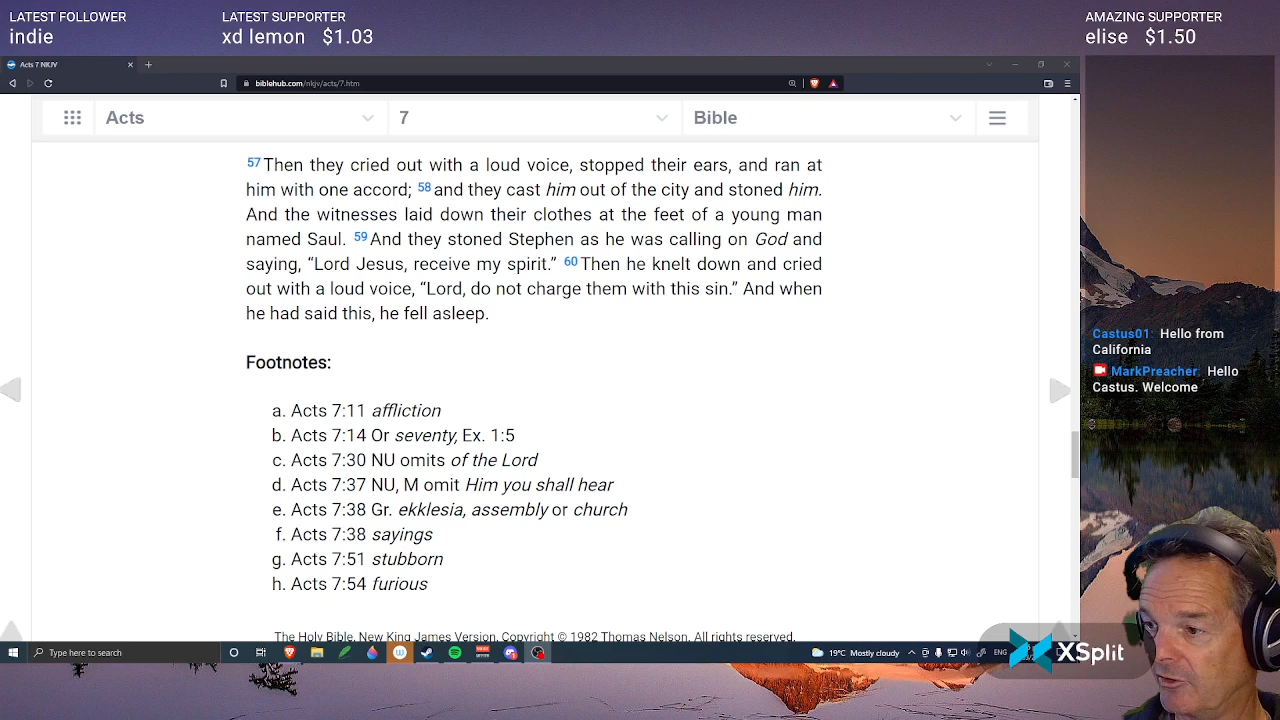 LATEST FOLLOWER
indie
LATEST SUPPORTER
xd lemon $1.03
AMAZING SUPPORTER
elise $1.50
Acts 7 NKJV
biblehub.com/nkjv/acts/7.htm
Acts
7
Bible
57 Then they cried out with a loud voice, stopped their ears, and ran at
him with one accord; 58 and they cast him out of the city and stoned him.
And the witnesses laid down their clothes at the feet of a young man
named Saul. 59 And they stoned Stephen as he was calling on God and
saying, “Lord Jesus, receive my spirit.” 60 Then he knelt down and cried
out with a loud voice, “Lord, do not charge them with this sin.” And when
he had said this, he fell asleep.
Footnotes:
a. Acts 7:11 affliction
b. Acts 7:14 Or seventy, Ex. 1:5
c. Acts 7:30 NU omits of the Lord
d. Acts 7:37 NU, M omit Him you shall hear
e. Acts 7:38 Gr. ekklesia, assembly or church
f. Acts 7:38 sayings
g. Acts 7:51 stubborn
h. Acts 7:54 furious
The Holy Bible, New King James Version, Copyright © 1982 Thomas Nelson. All rights reserved.
Castus01: Hello from
California
MarkPreacher: Hello
Castus. Welcome
Type here to search
19°C Mostly cloudy
ENG
XSplit